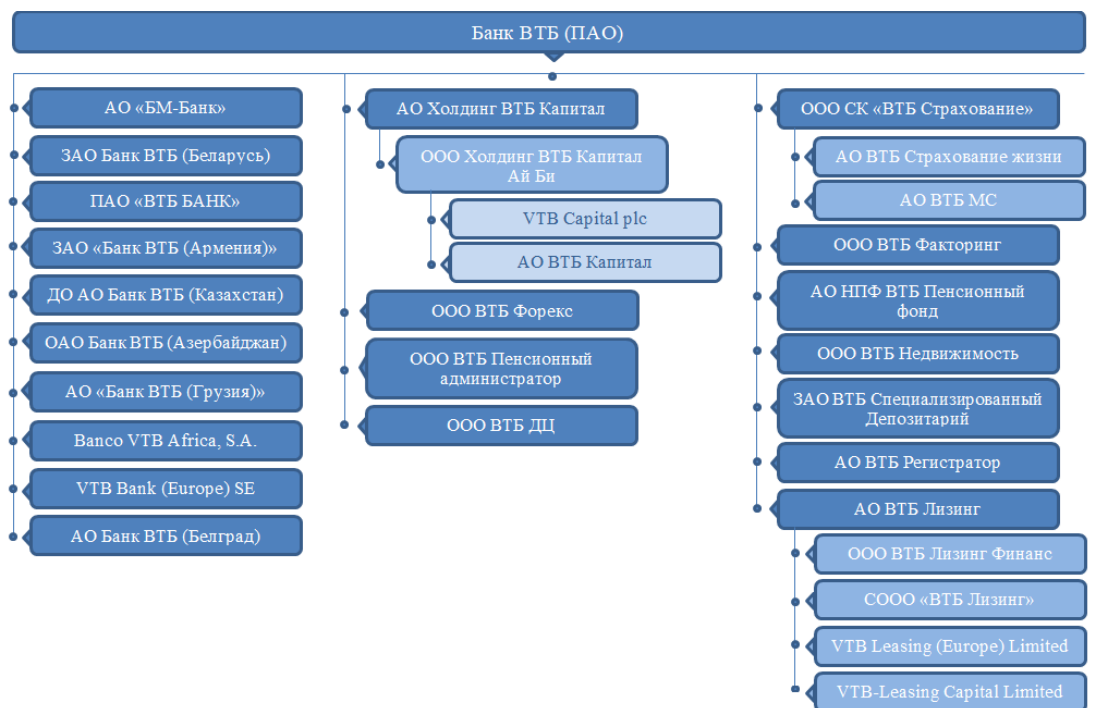 Банк ВТБ (ПАО)
АО «БМ-Банк»
ЗАО Банк ВТБ (Беларусь)
ПАО «ВТБ БАНК»
ЗАО «Банк ВТБ (Армения)»
ДО АО Банк ВТБ (Казахстан)
ОАО Банк ВТБ (Азербайджан)
АО «Банк ВТБ (Грузия)»
Banco VTB Africa, S.A.
VTB Bank (Europe) SE
АО Банк ВТБ (Белград)
АО Холдинг ВТБ Капитал
ООО Холдинг ВТБ Капитал
Ай Би
VTB Capital plc
АО ВТБ Капитал
ООО ВТБ Форекс
ООО ВТБ Пенсионный
администратор
ООО ВТБ ДЦ
ООО СК «ВТБ Страхование»
АО ВТБ Страхование жизни
АО ВТБ МС
ООО ВТБ Факторинг
АО НПФ ВТБ Пенсионный
фонд
ООО ВТБ Недвижимость
ЗАО ВТБ Специализированный
Депозитарий
АО ВТБ Регистратор
АО ВТБ Лизинг
ООО ВТБ Лизинг Финанс
СООО «ВТБ Лизинг»
VTB Leasing (Europe) Limited
VTB-Leasing Capital Limited